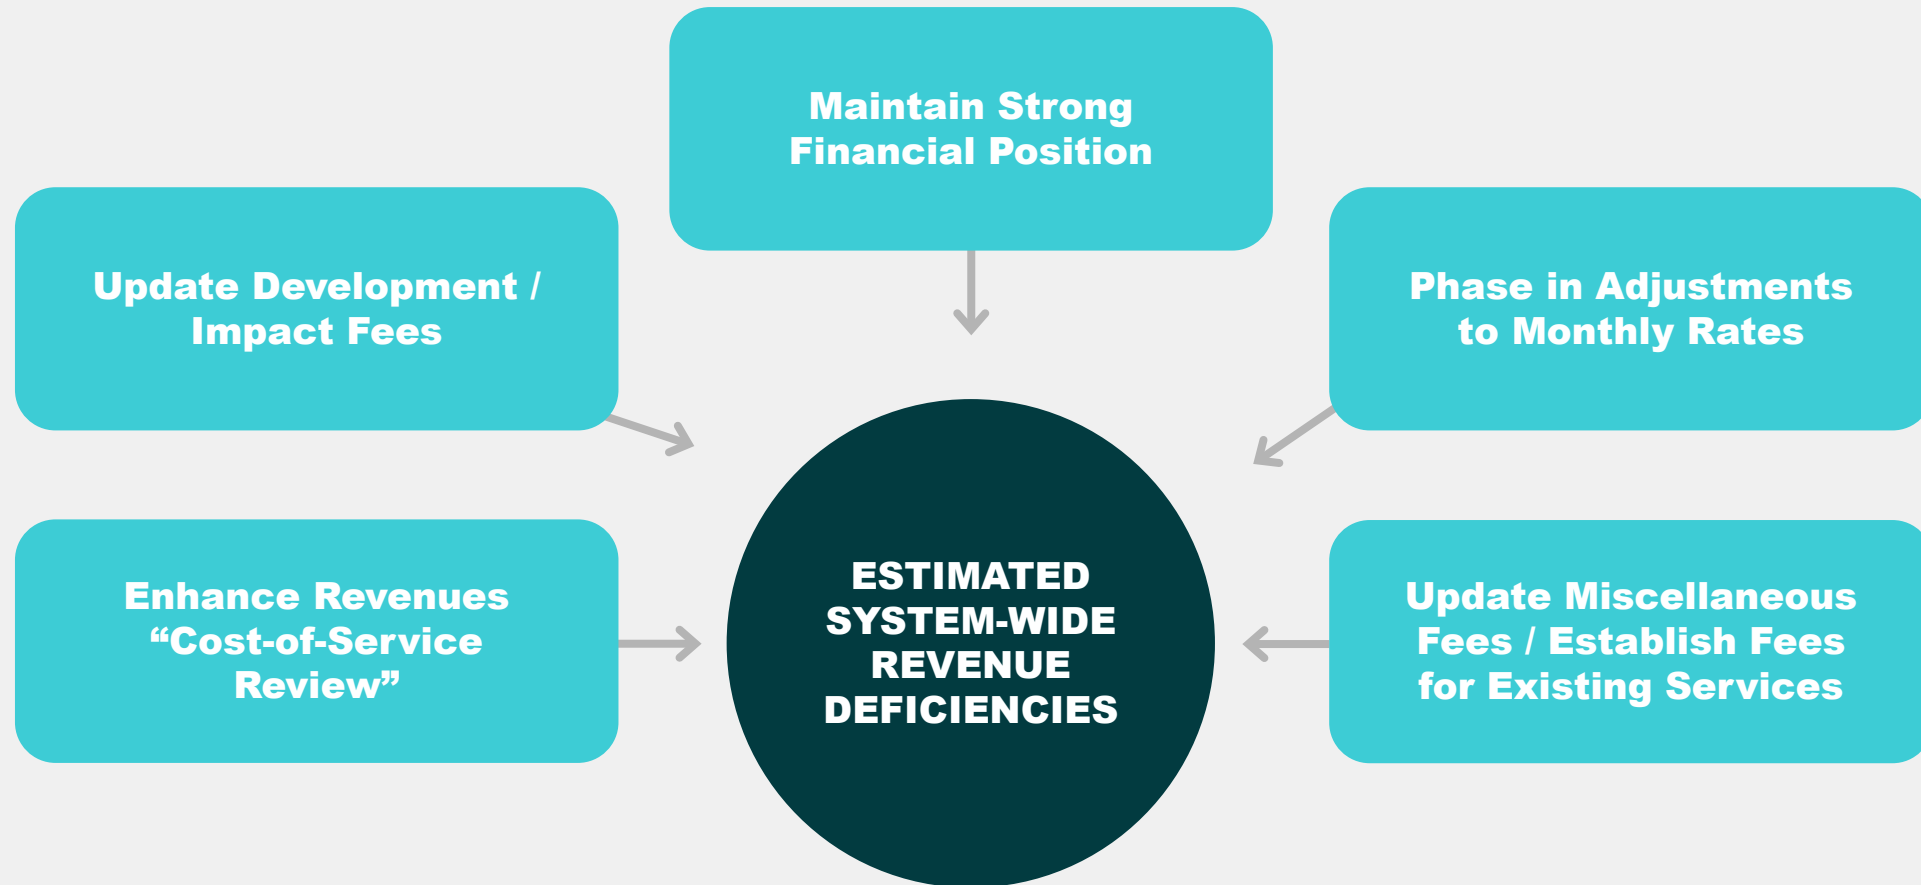 Maintain Strong
Financial Position
Update Development /
Impact Fees
Phase in Adjustments
to Monthly Rates
Enhance Revenues
“Cost-of-Service
Review”
ESTIMATED
SYSTEM-WIDE
REVENUE
DEFICIENCIES
Update Miscellaneous
Fees / Establish Fees
for Existing Services